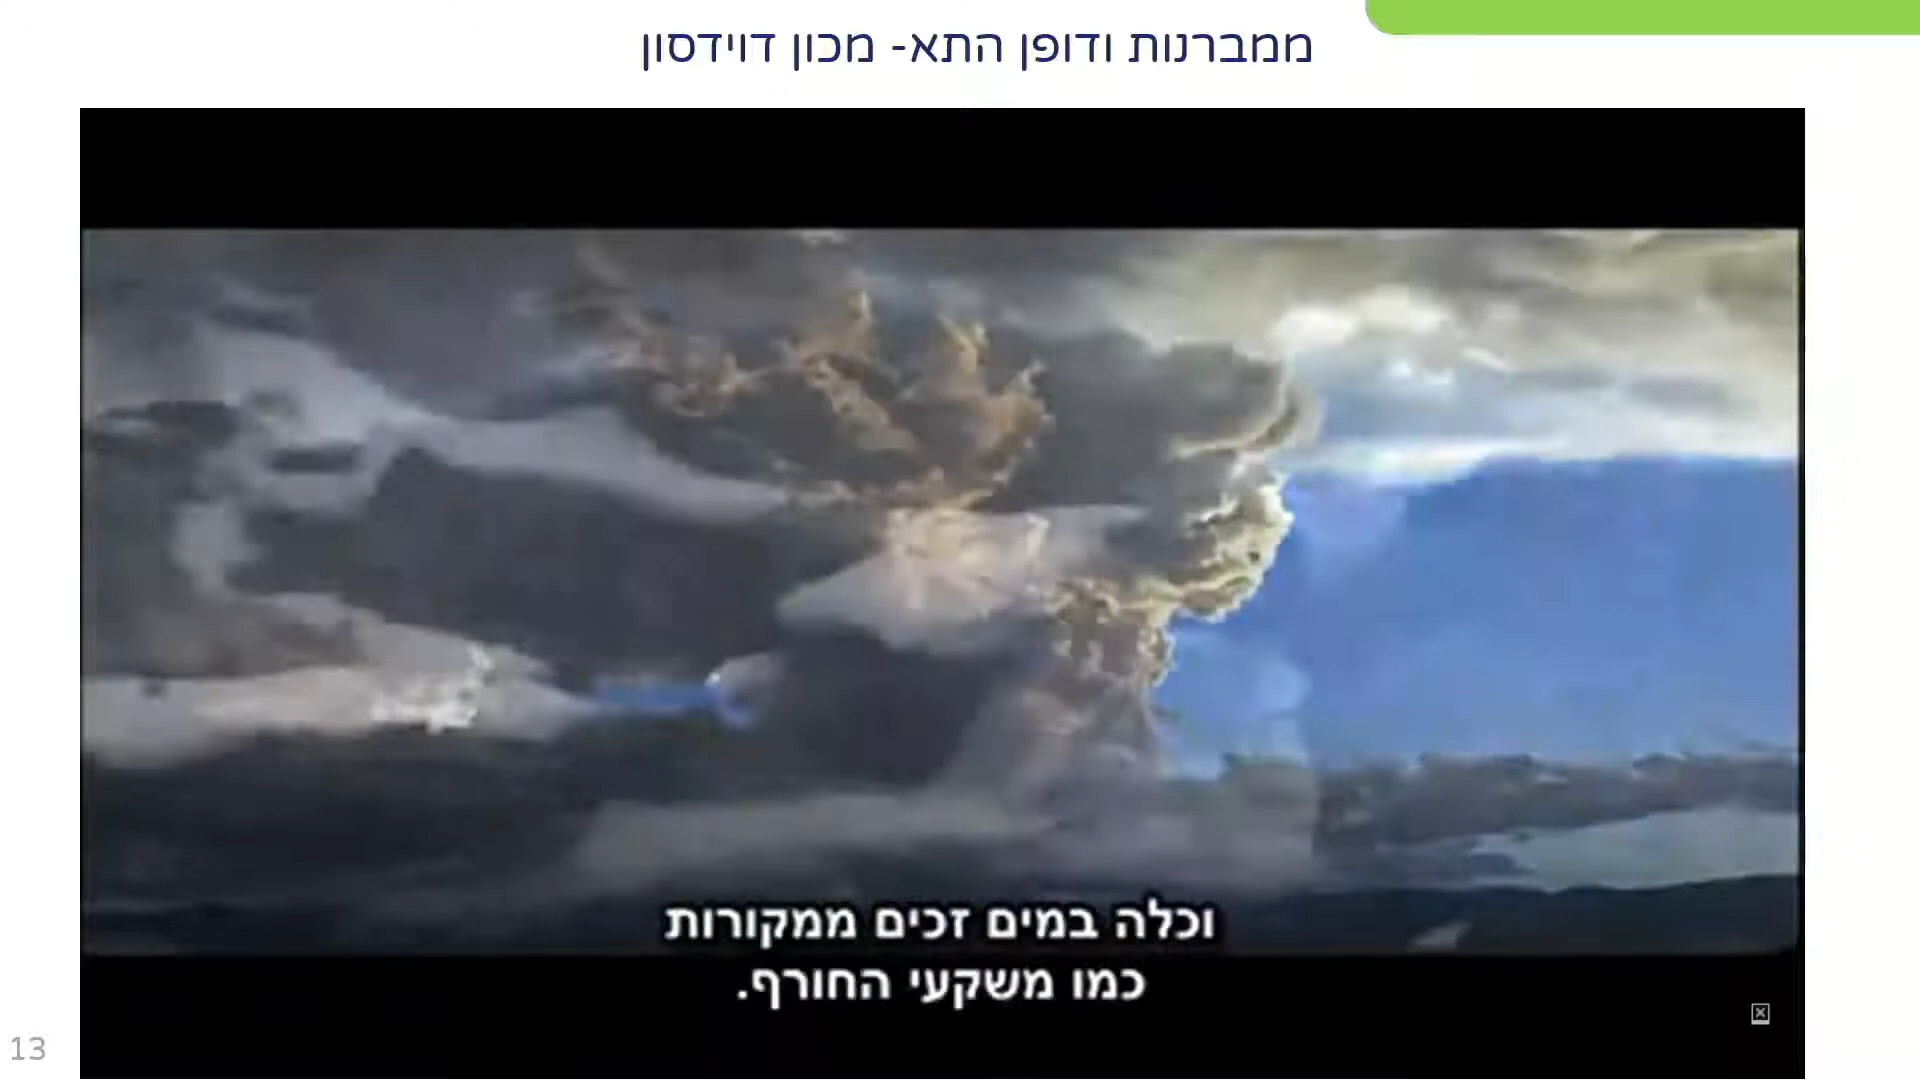 ממברנות ודופן התא- מכון דוידסון
וכלה במים זכים ממקורות
כמו משקעי החורף.
13